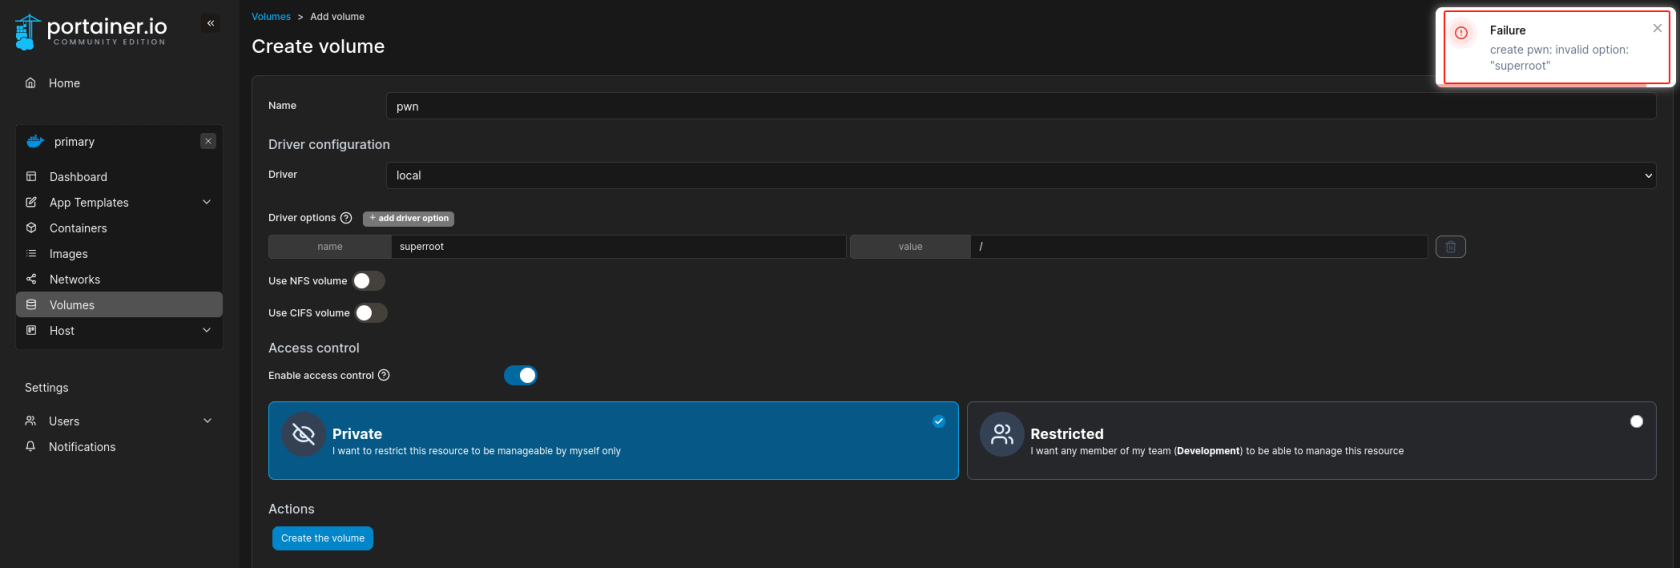 portainer.io
COMMUNITY EDITION
«
Home
primary
Dashboard
App Templates
Containers
Images
Networks
Volumes
Host
Settings
Users
Notifications
Volumes > Add volume
Create volume
Name pwn
Driver configuration
Driver local
Driver options + add driver option
name superroot value /
Use NFS volume
Use CIFS volume
Access control
Enable access control
Private
I want to restrict this resource to be manageable by myself only
Restricted
I want any member of my team (Development) to be able to manage this resource
Actions
Create the volume
Failure
create pwn: invalid option:
"superroot"